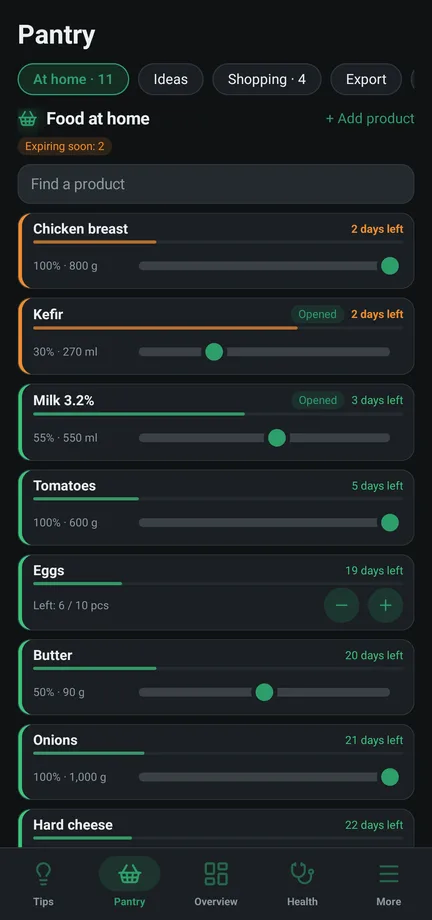 Pantry
At home · 11
Ideas
Shopping · 4
Export
Food at home
+ Add product
Expiring soon: 2
Find a product
Chicken breast
2 days left
100% · 800 g
Kefir
Opened
2 days left
30% · 270 ml
Milk 3.2%
Opened
3 days left
55% · 550 ml
Tomatoes
5 days left
100% · 600 g
Eggs
19 days left
Left: 6 / 10 pcs
Butter
20 days left
50% · 90 g
Onions
21 days left
100% · 1,000 g
Hard cheese
22 days left
Tips
Pantry
Overview
Health
More